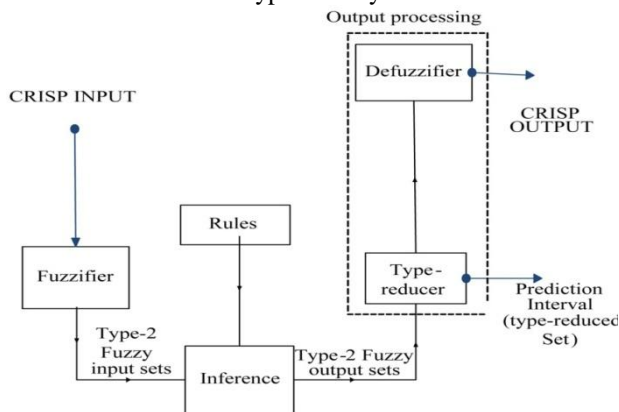 Output processing
Defuzzifier
CRISP INPUT
CRISP
OUTPUT
Rules
Fuzzifier
Type-
reducer
Prediction
Interval
(type-reduced
Set)
Type-2
Fuzzy
input sets
Inference
Type-2 Fuzzy
output sets